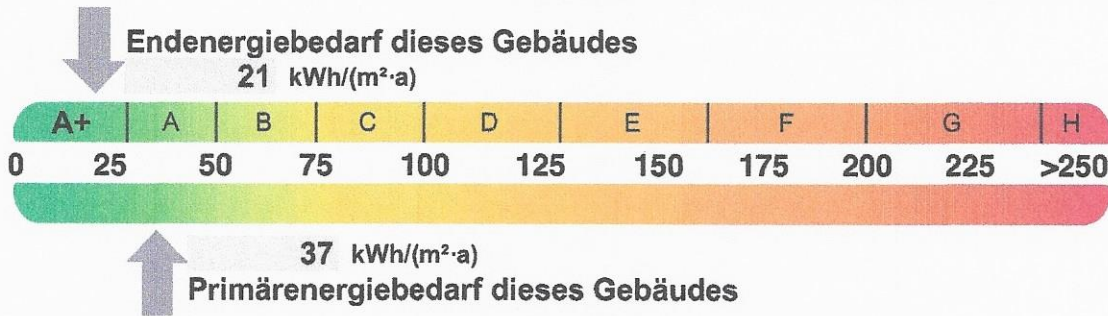 Endenergiebedarf dieses Gebäudes
21 kWh/(m²·a)
A+ A B C D E F G H
0 25 50 75 100 125 150 175 200 225 >250
37 kWh/(m²·a)
Primärenergiebedarf dieses Gebäudes